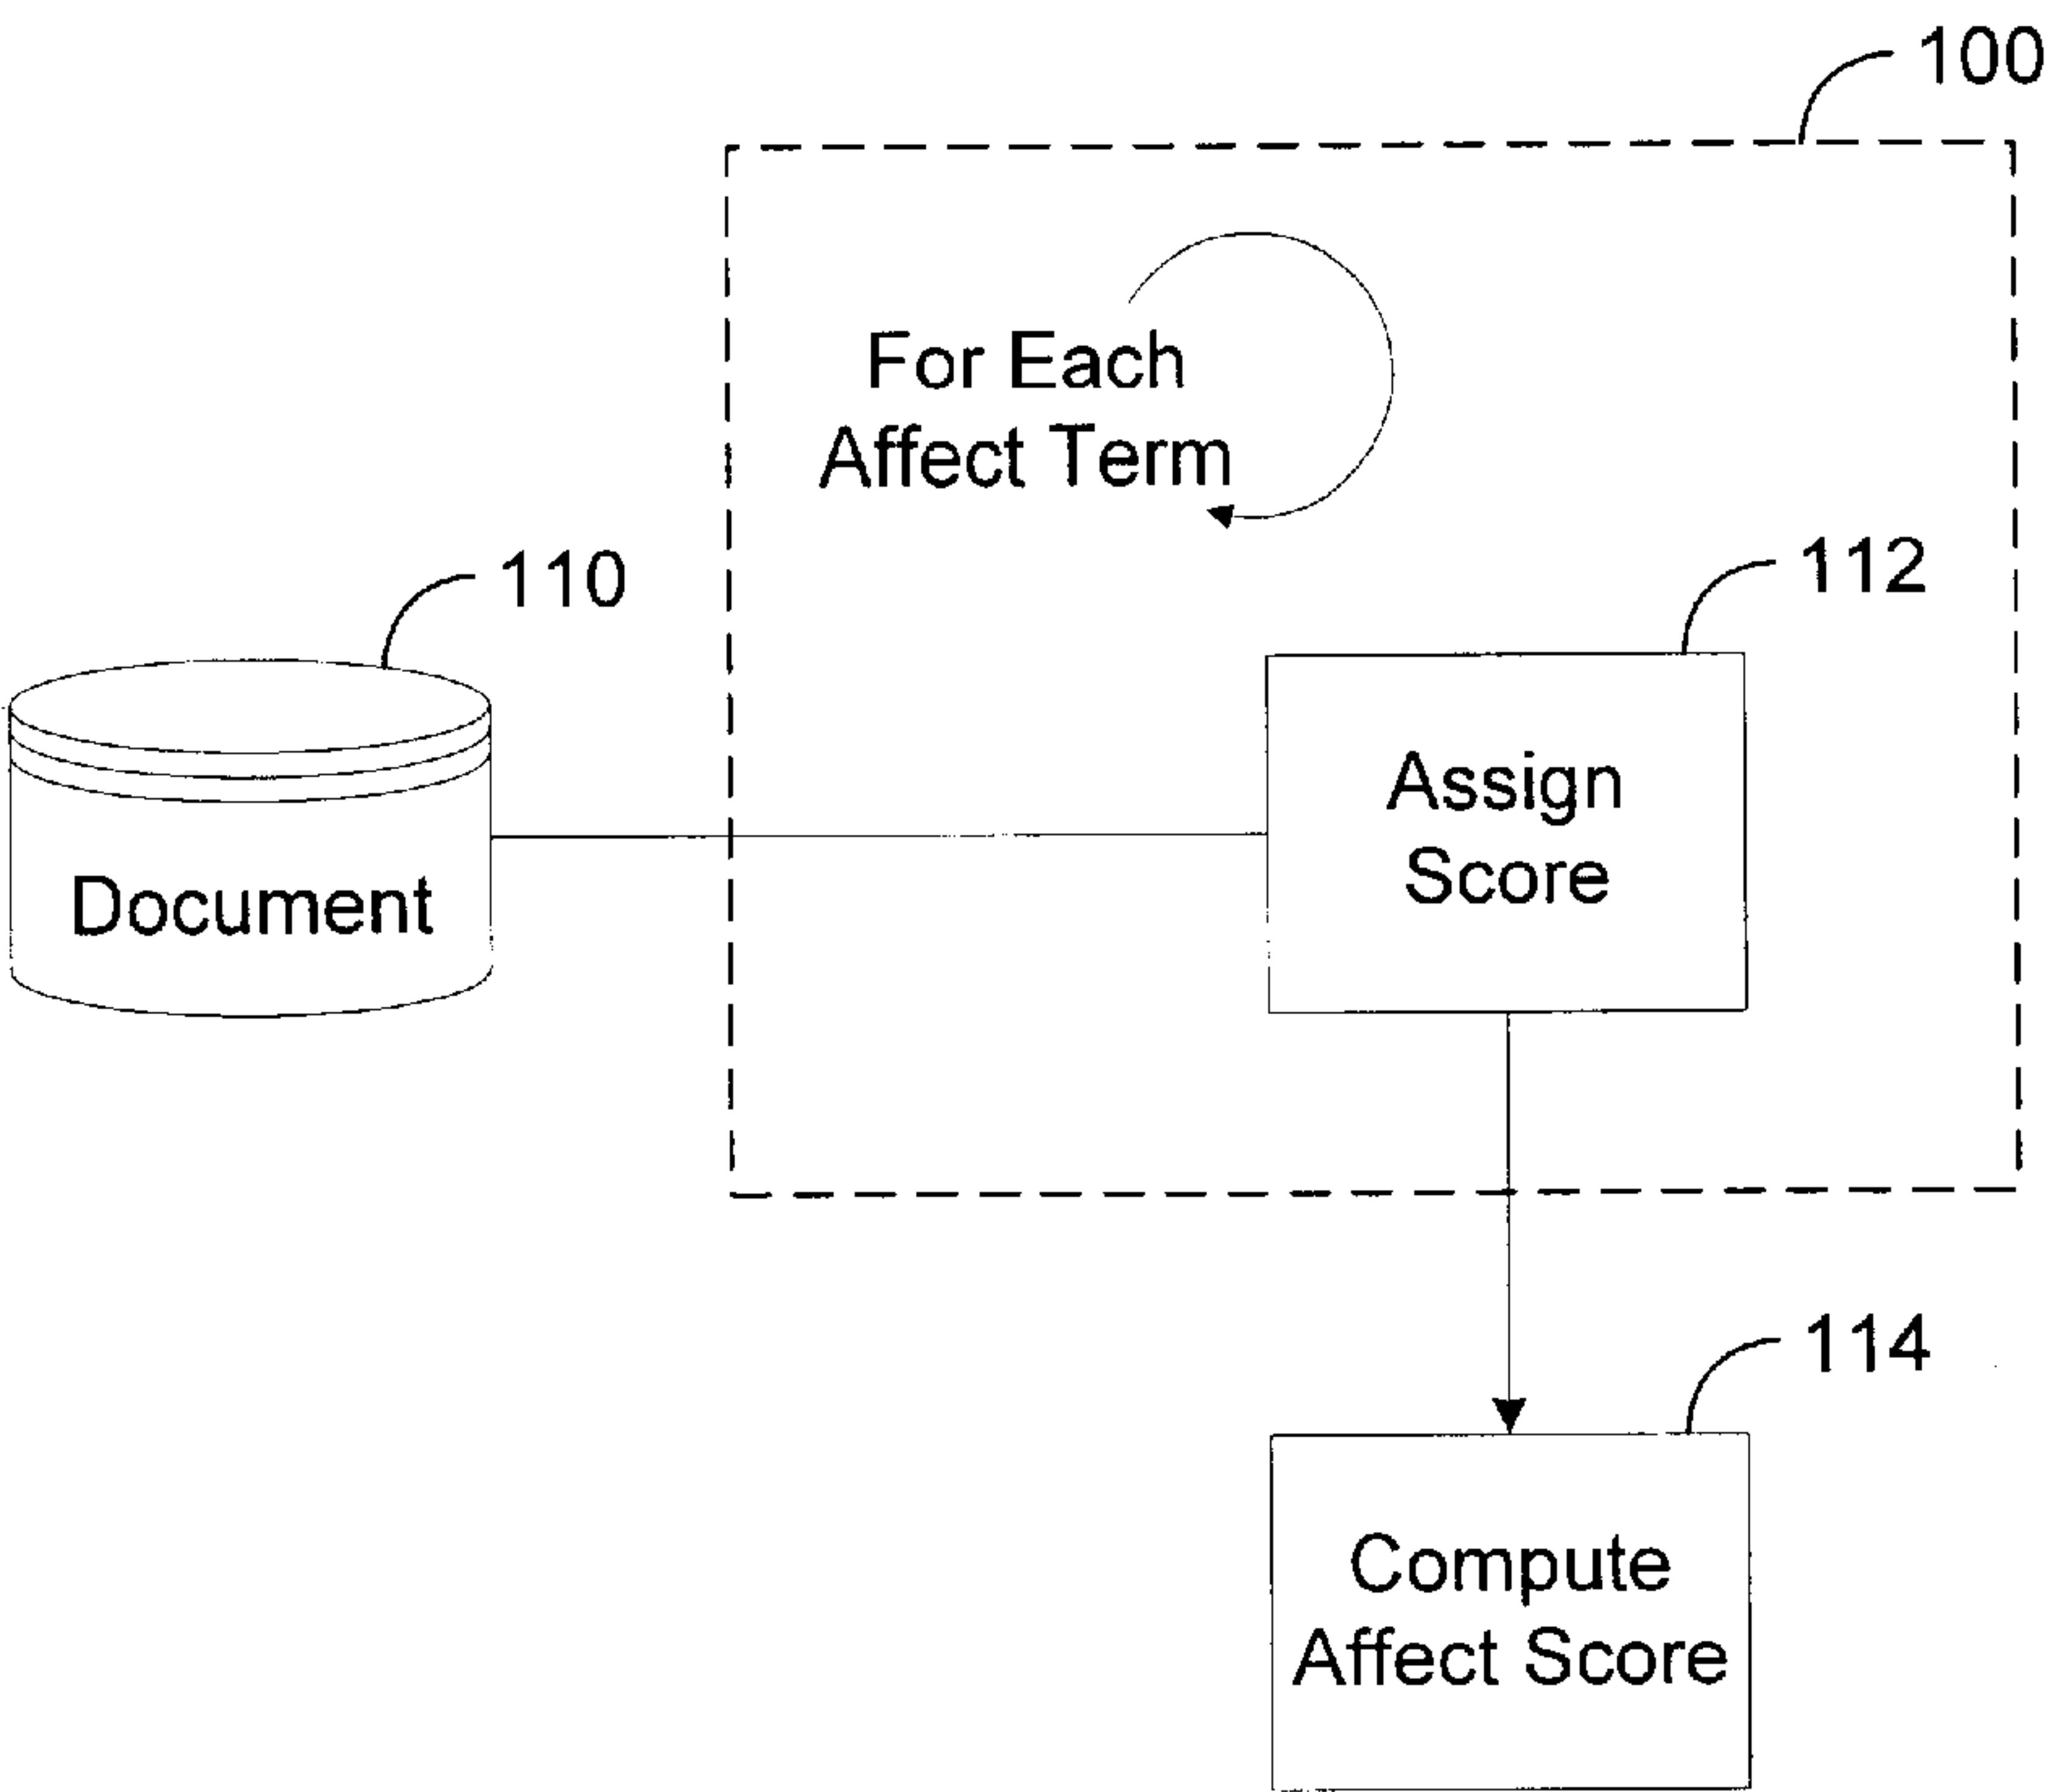 100
For Each
Affect Term
110
112
Assign
Score
Document
114
Compute
Affect Score